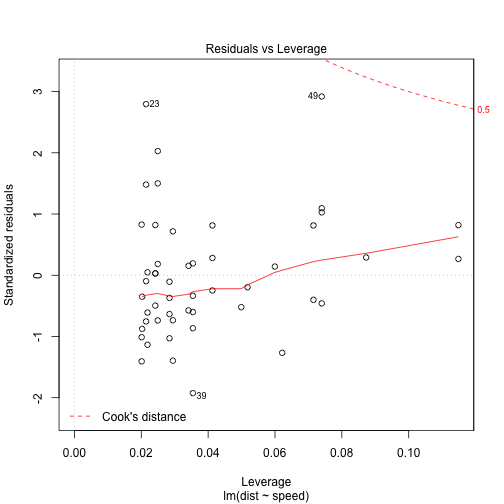 Residuals vs Leverage
Standardized residuals
3
2
1
0
-1
-2
23
49
39
0.5
Cook's distance
0.00 0.02 0.04 0.06 0.08 0.10
Leverage
lm(dist ~ speed)